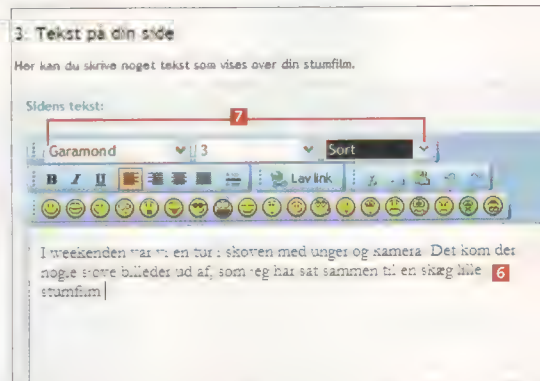 3. Tekst på din side
Her kan du skrive noget tekst som vises over din stumfilm.
Sidens tekst:
7
Garamond 3 Sort
B I U Lav link
I weekenden var vi en tur i skoven med unger og kamera. Det kom der
nogle sjove billeder ud af, som jeg har sat sammen til en skæg lille 6
stumfilm